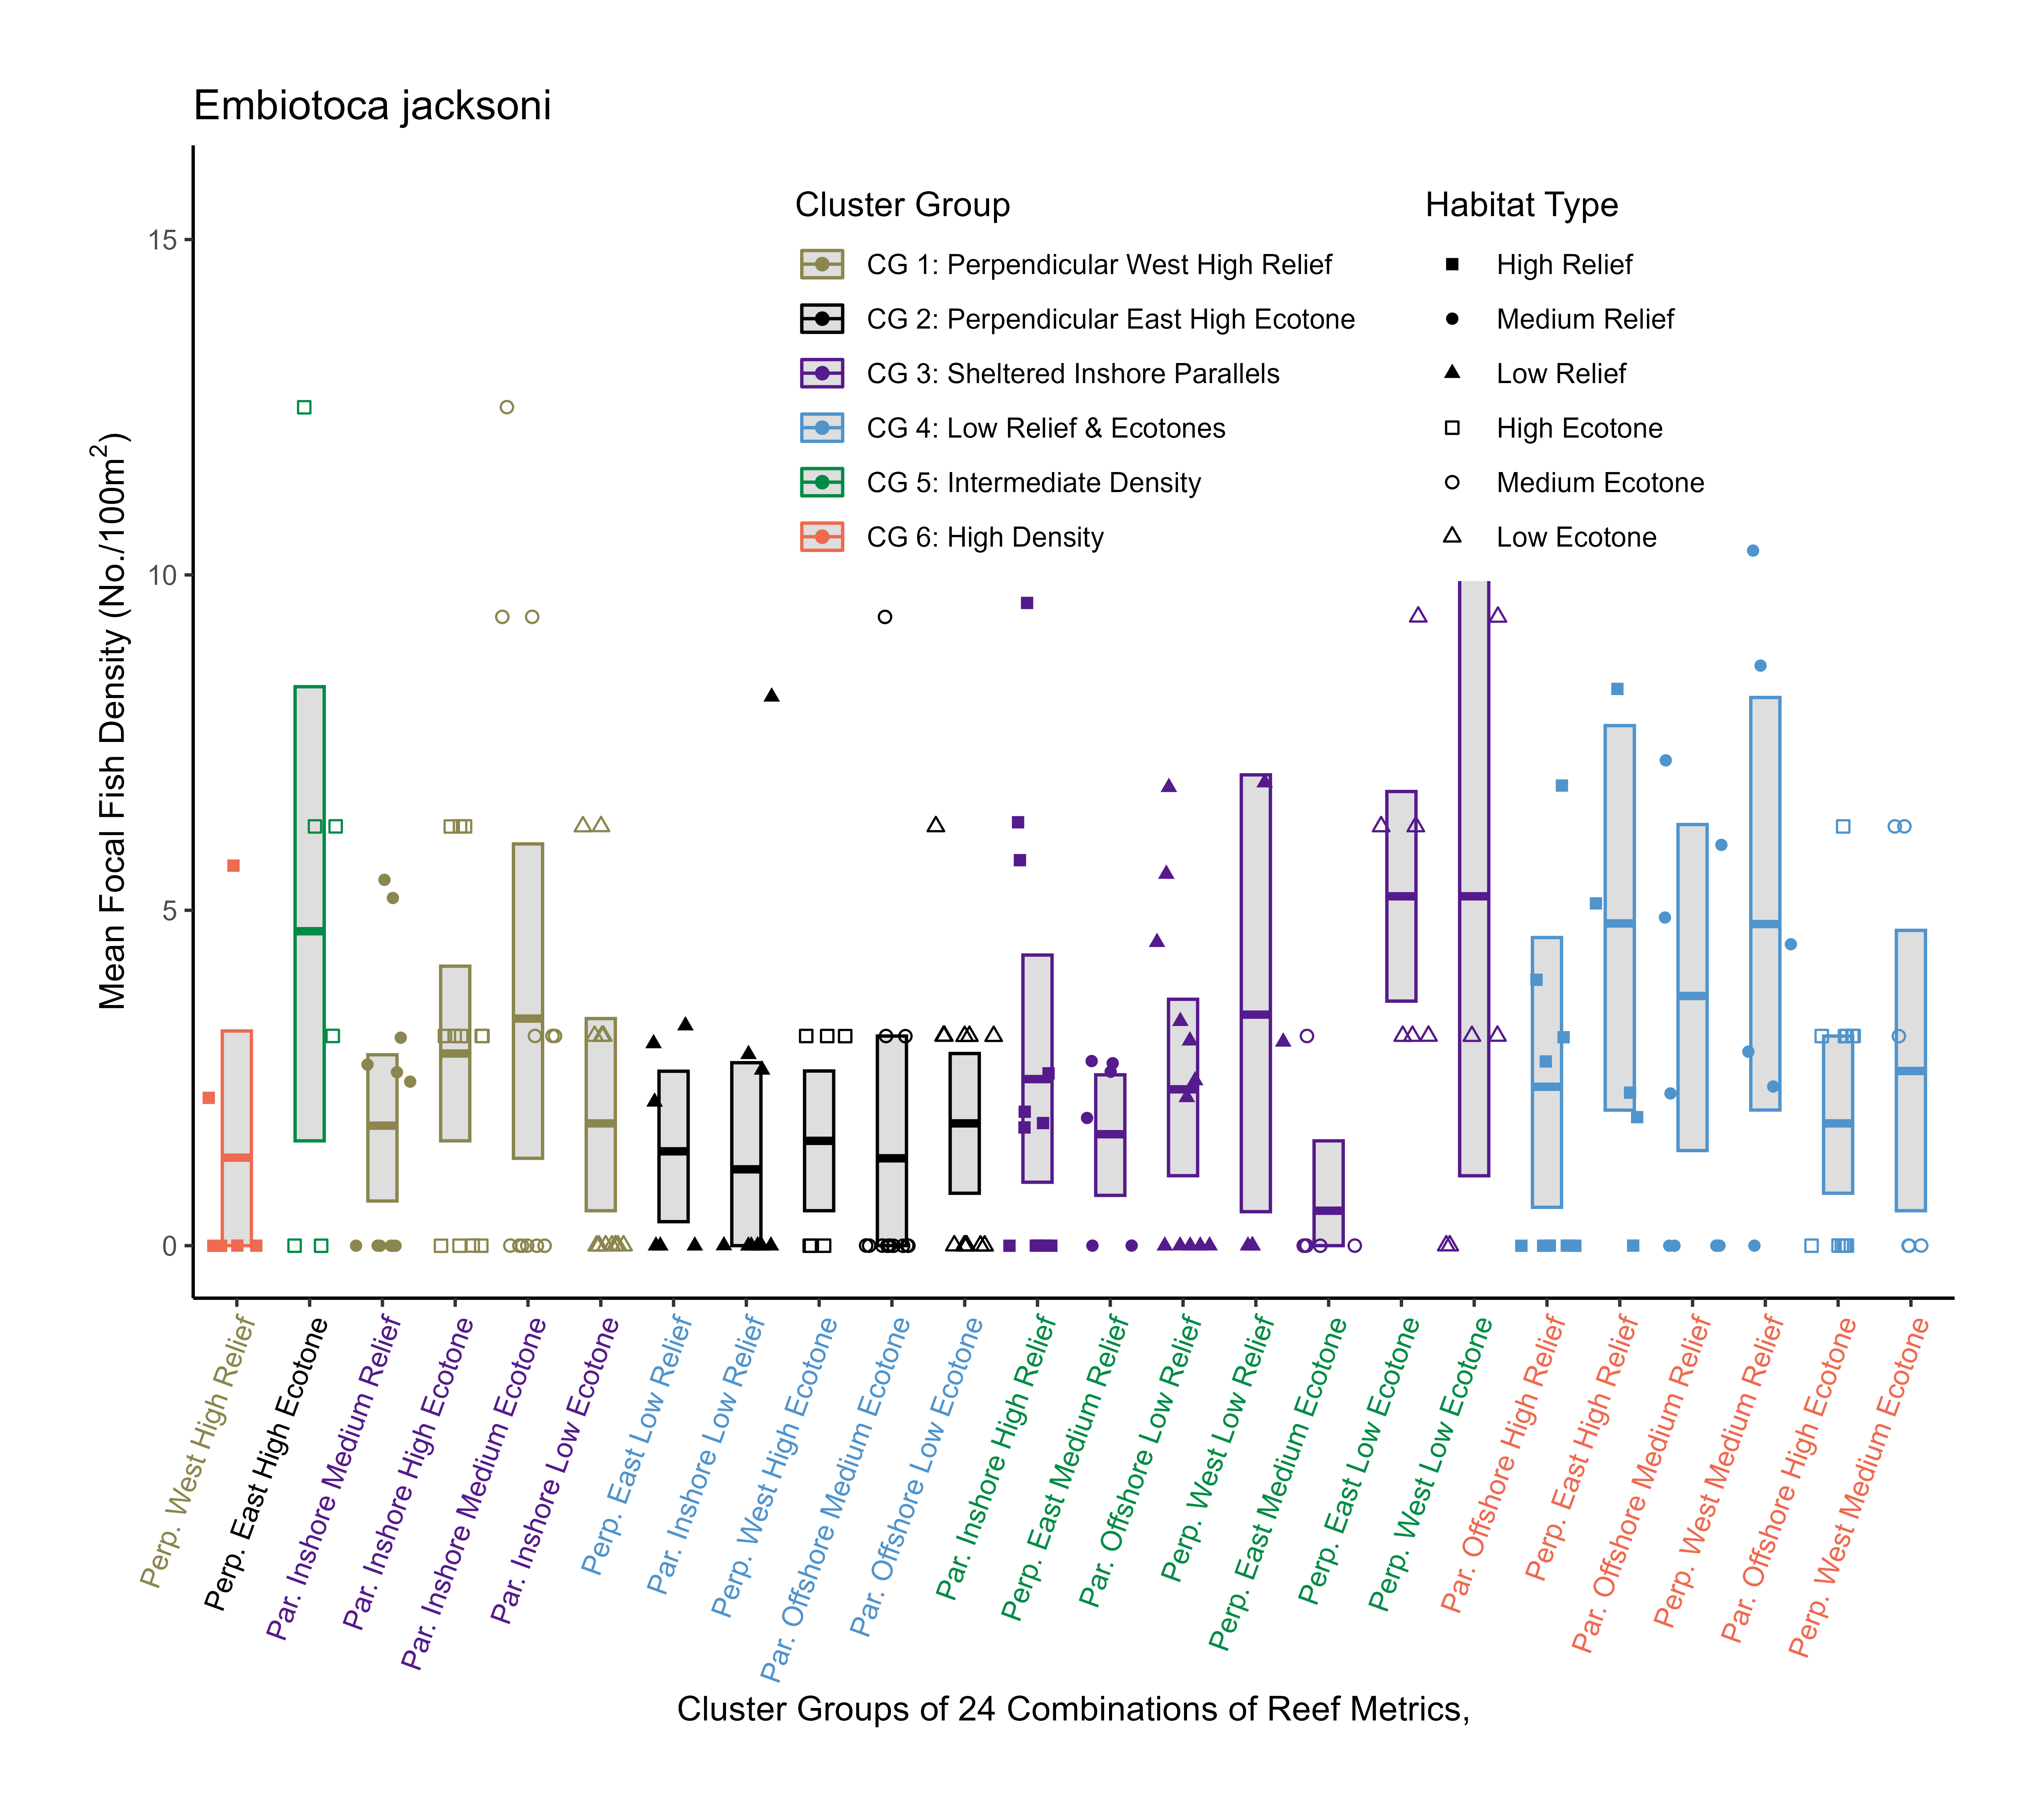 Embiotoca jacksoni
Mean Focal Fish Density (No./100m²)
15
10
5
0
Cluster Group
CG 1: Perpendicular West High Relief
CG 2: Perpendicular East High Ecotone
CG 3: Sheltered Inshore Parallels
CG 4: Low Relief & Ecotones
CG 5: Intermediate Density
CG 6: High Density
Habitat Type
High Relief
Medium Relief
Low Relief
High Ecotone
Medium Ecotone
Low Ecotone
Perp. West High Relief
Perp. East High Ecotone
Par. Inshore Medium Relief
Par. Inshore High Ecotone
Par. Inshore Medium Ecotone
Par. Inshore Low Ecotone
Perp. East Low Relief
Par. Inshore Low Relief
Perp. West High Ecotone
Par. Offshore Medium Ecotone
Par. Offshore Low Ecotone
Par. Inshore High Relief
Perp. East Medium Relief
Par. Offshore Low Relief
Perp. West Low Relief
Perp. East Medium Ecotone
Perp. East Low Ecotone
Perp. West Low Ecotone
Par. Offshore High Relief
Perp. East High Relief
Par. Offshore Medium Relief
Perp. West Medium Relief
Par. Offshore High Ecotone
Perp. West Medium Ecotone
Cluster Groups of 24 Combinations of Reef Metrics,